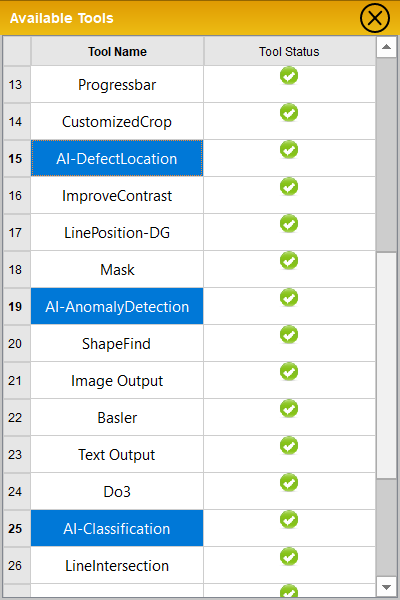 Available Tools
Tool Name Tool Status
13 Progressbar
14 CustomizedCrop
15 AI-DefectLocation
16 ImproveContrast
17 LinePosition-DG
18 Mask
19 AI-AnomalyDetection
20 ShapeFind
21 Image Output
22 Basler
23 Text Output
24 Do3
25 AI-Classification
26 LineIntersection